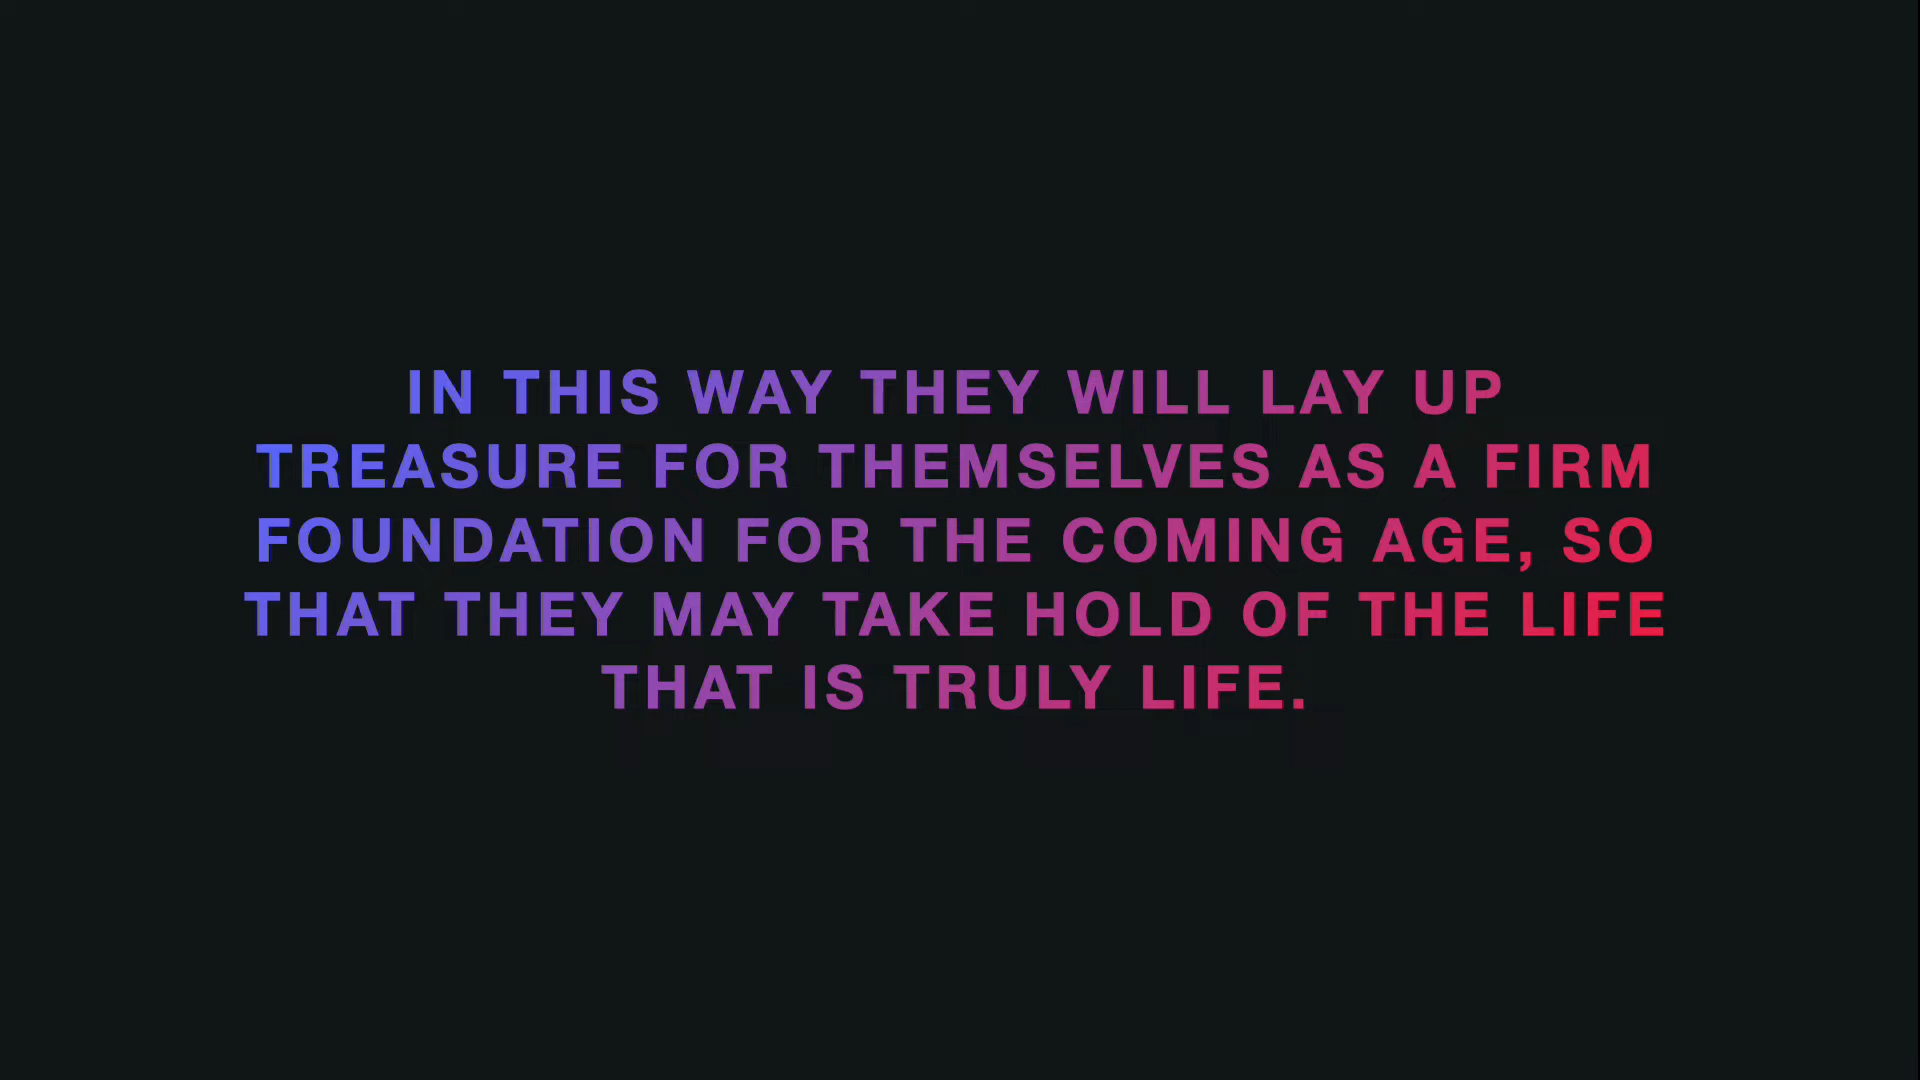 IN THIS WAY THEY WILL LAY UP
TREASURE FOR THEMSELVES AS A FIRM
FOUNDATION FOR THE COMING AGE, SO
THAT THEY MAY TAKE HOLD OF THE LIFE
THAT IS TRULY LIFE.